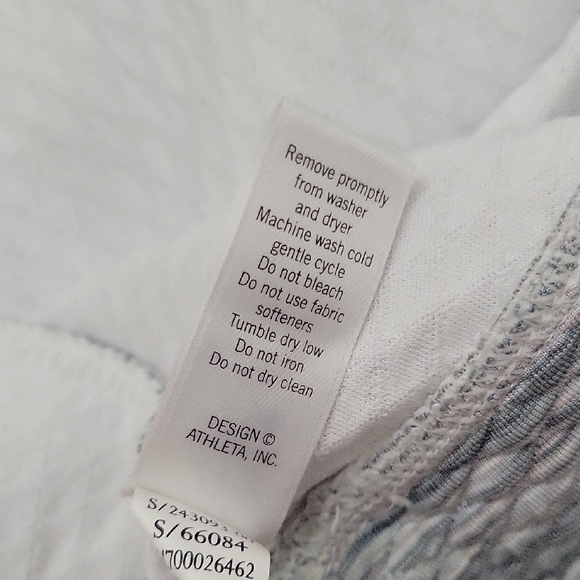 Remove promptly
from washer
and dryer
Machine wash cold
gentle cycle
Do not bleach
Do not use fabric
softeners
Tumble dry low
Do not iron
Do not dry clean
DESIGN ©
ATHLETA, INC.
S/66084